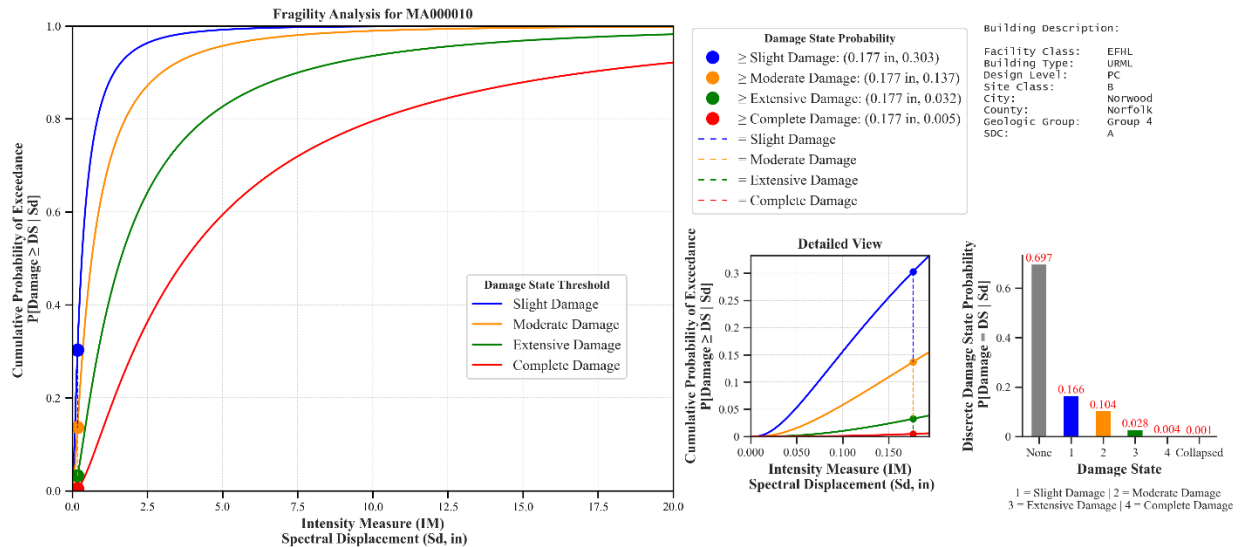 Fragility Analysis for MA000010
1.0
0.8
0.6
0.4
0.2
0.0
Cumulative Probability of Exceedance
P[Damage ≥ DS | Sd]
0.0 2.5 5.0 7.5 10.0 12.5 15.0 17.5 20.0
Intensity Measure (IM)
Spectral Displacement (Sd, in)
Damage State Threshold
Slight Damage
Moderate Damage
Extensive Damage
Complete Damage
Damage State Probability
≥ Slight Damage: (0.177 in, 0.303)
≥ Moderate Damage: (0.177 in, 0.137)
≥ Extensive Damage: (0.177 in, 0.032)
≥ Complete Damage: (0.177 in, 0.005)
= Slight Damage
= Moderate Damage
= Extensive Damage
= Complete Damage
Building Description:
Facility Class: EFHL
Building Type: URML
Design Level: PC
Site Class: B
City: Norwood
County: Norfolk
Geologic Group: Group 4
SDC: A
Detailed View
0.3
0.25
0.2
0.15
0.1
0.05
0
Cumulative Probability of Exceedance
P[Damage ≥ DS | Sd]
0.000 0.050 0.100 0.150
Intensity Measure (IM)
Spectral Displacement (Sd, in)
Discrete Damage State Probability
P[Damage = DS | Sd]
0.6
0.4
0.2
0
0.697
0.166
0.104
0.028
0.004
0.001
None 1 2 3 4 Collapsed
Damage State
1 = Slight Damage | 2 = Moderate Damage
3 = Extensive Damage | 4 = Complete Damage